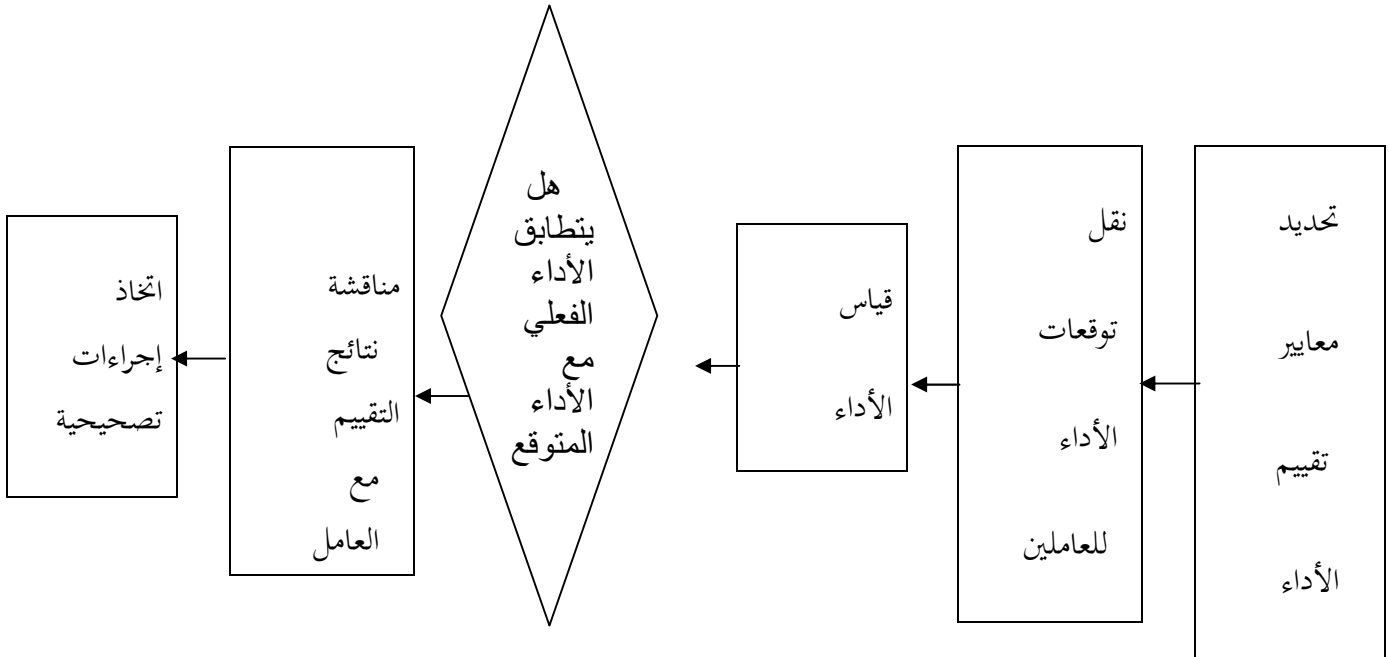 تحديد
معايير
تقييم
الأداء
نقل
توقعات
الأداء
للعاملين
قياس
الأداء
هل
يتطابق
الأداء
الفعلي
مع
الأداء
المتوقع
مناقشة
نتائج
التقييم
مع
العامل
اتخاذ
إجراءات
تصحيحية